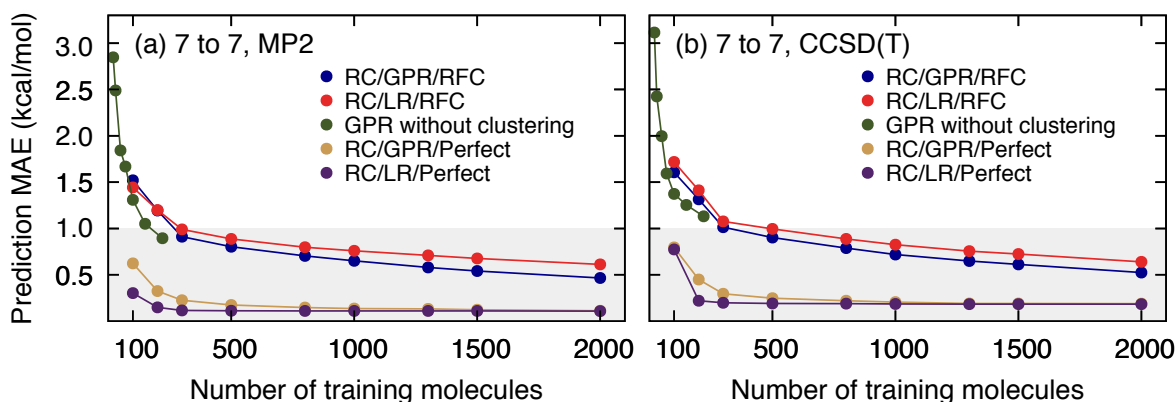 (a) 7 to 7, MP2
(b) 7 to 7, CCSD(T)
Prediction MAE (kcal/mol)
3.0
2.5
2.0
1.5
1.0
0.5
RC/GPR/RFC
RC/LR/RFC
GPR without clustering
RC/GPR/Perfect
RC/LR/Perfect
RC/GPR/RFC
RC/LR/RFC
GPR without clustering
RC/GPR/Perfect
RC/LR/Perfect
100 500 1000 1500 2000
100 500 1000 1500 2000
Number of training molecules
Number of training molecules